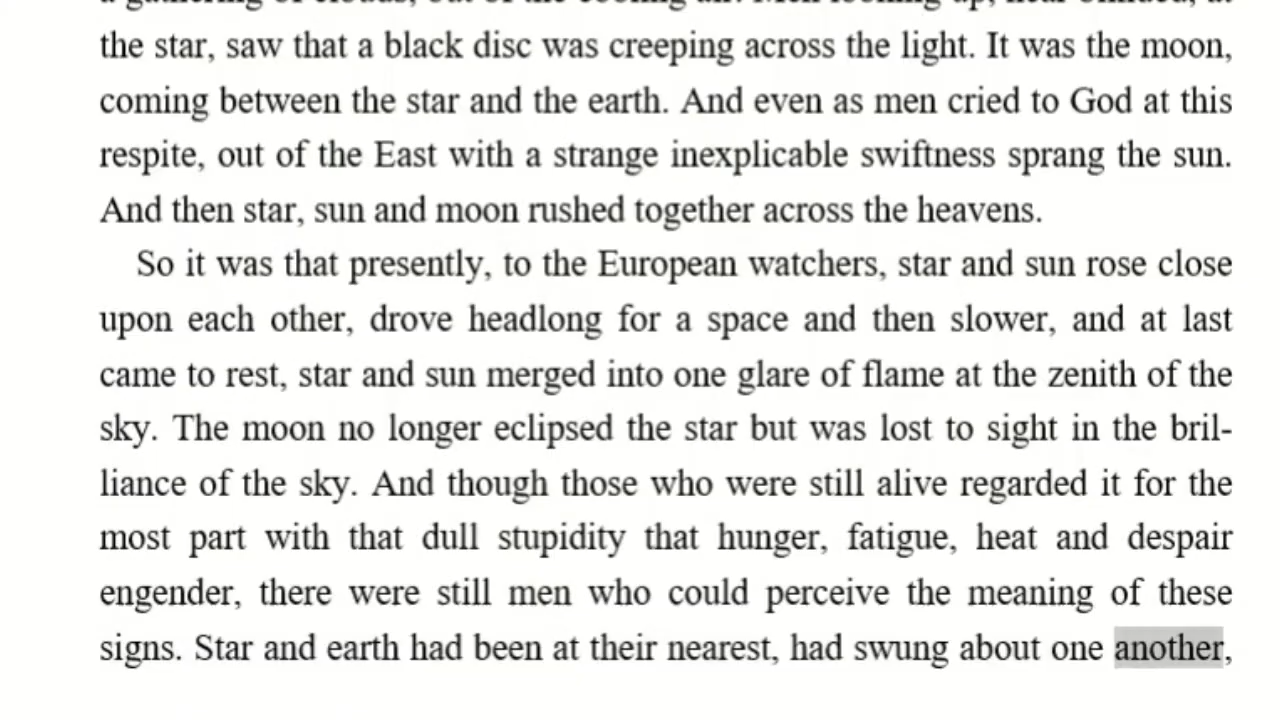 the star, saw that a black disc was creeping across the light. It was the moon,
coming between the star and the earth. And even as men cried to God at this
respite, out of the East with a strange inexplicable swiftness sprang the sun.
And then star, sun and moon rushed together across the heavens.
So it was that presently, to the European watchers, star and sun rose close
upon each other, drove headlong for a space and then slower, and at last
came to rest, star and sun merged into one glare of flame at the zenith of the
sky. The moon no longer eclipsed the star but was lost to sight in the bril-
liance of the sky. And though those who were still alive regarded it for the
most part with that dull stupidity that hunger, fatigue, heat and despair
engender, there were still men who could perceive the meaning of these
signs. Star and earth had been at their nearest, had swung about one another,